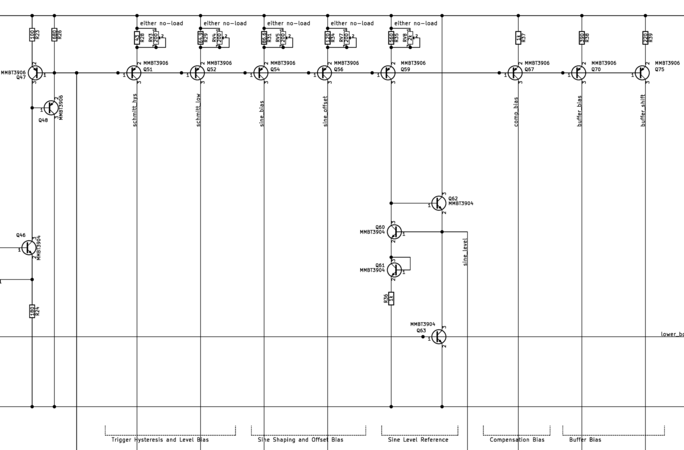 either no-load
either no-load
either no-load
either no-load
either no-load
MMBT3906
Q47
MMBT3906
Q48
MMBT3906
Q51
MMBT3906
Q52
MMBT3906
Q54
MMBT3906
Q56
MMBT3906
Q59
MMBT3906
Q67
MMBT3906
Q70
MMBT3906
Q75
schmitt_hys
schmitt_low
sine_bias
sine_offset
comp_bias
buffer_bias
buffer_shift
Q62
MMBT3904
Q60
MMBT3904
Q46
MMBT3904
sine_level
Q61
MMBT3904
R24
MMBT3904
Q63
Trigger Hysteresis and Level Bias
Sine Shaping and Offset Bias
Sine Level Reference
Compensation Bias
Buffer Bias